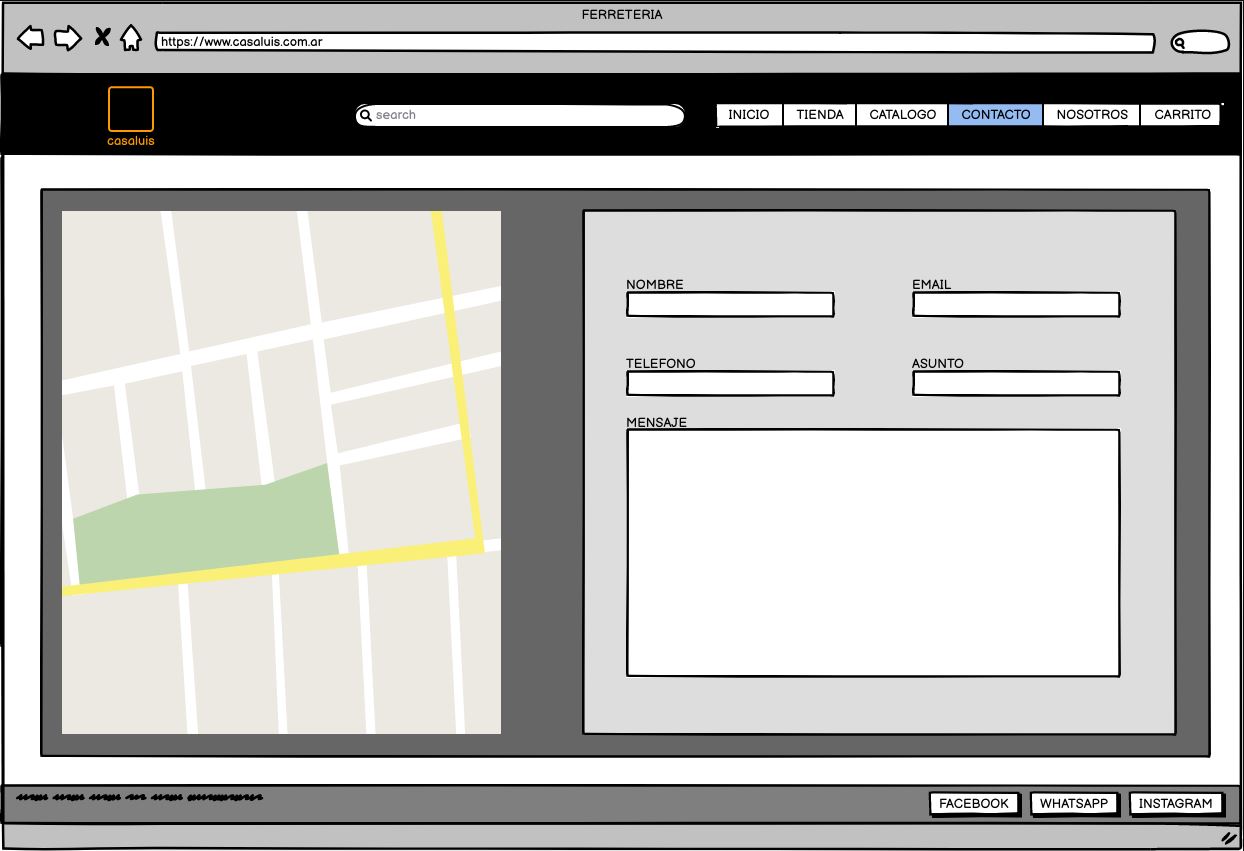 FERRETERIA
https://www.casaluis.com.ar
casaluis
search
INICIO TIENDA CATALOGO CONTACTO NOSOTROS CARRITO
NOMBRE EMAIL
TELEFONO ASUNTO
MENSAJE
FACEBOOK WHATSAPP INSTAGRAM